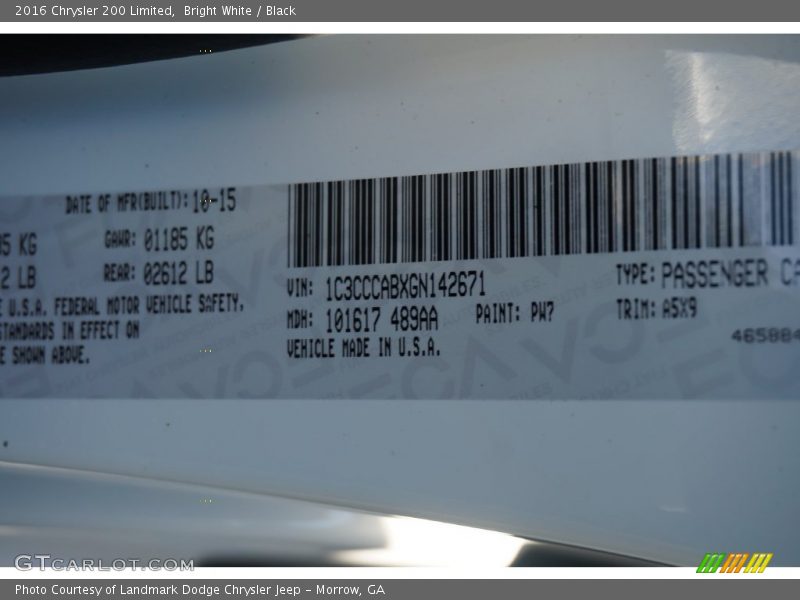 2016 Chrysler 200 Limited, Bright White / Black
DATE OF MFR(BUILT): 10-15
5 KG GAWR: 01185 KG
2 LB REAR: 02612 LB
U.S.A. FEDERAL MOTOR VEHICLE SAFETY,
STANDARDS IN EFFECT ON
SHOWN ABOVE.
VIN: 1C3CCCABXGN142671 TYPE: PASSENGER CA
MDH: 101617 489AA PAINT: PW7 TRIM: A5X9
VEHICLE MADE IN U.S.A. 46588
GTCARLOT.COM
Photo Courtesy of Landmark Dodge Chrysler Jeep - Morrow, GA